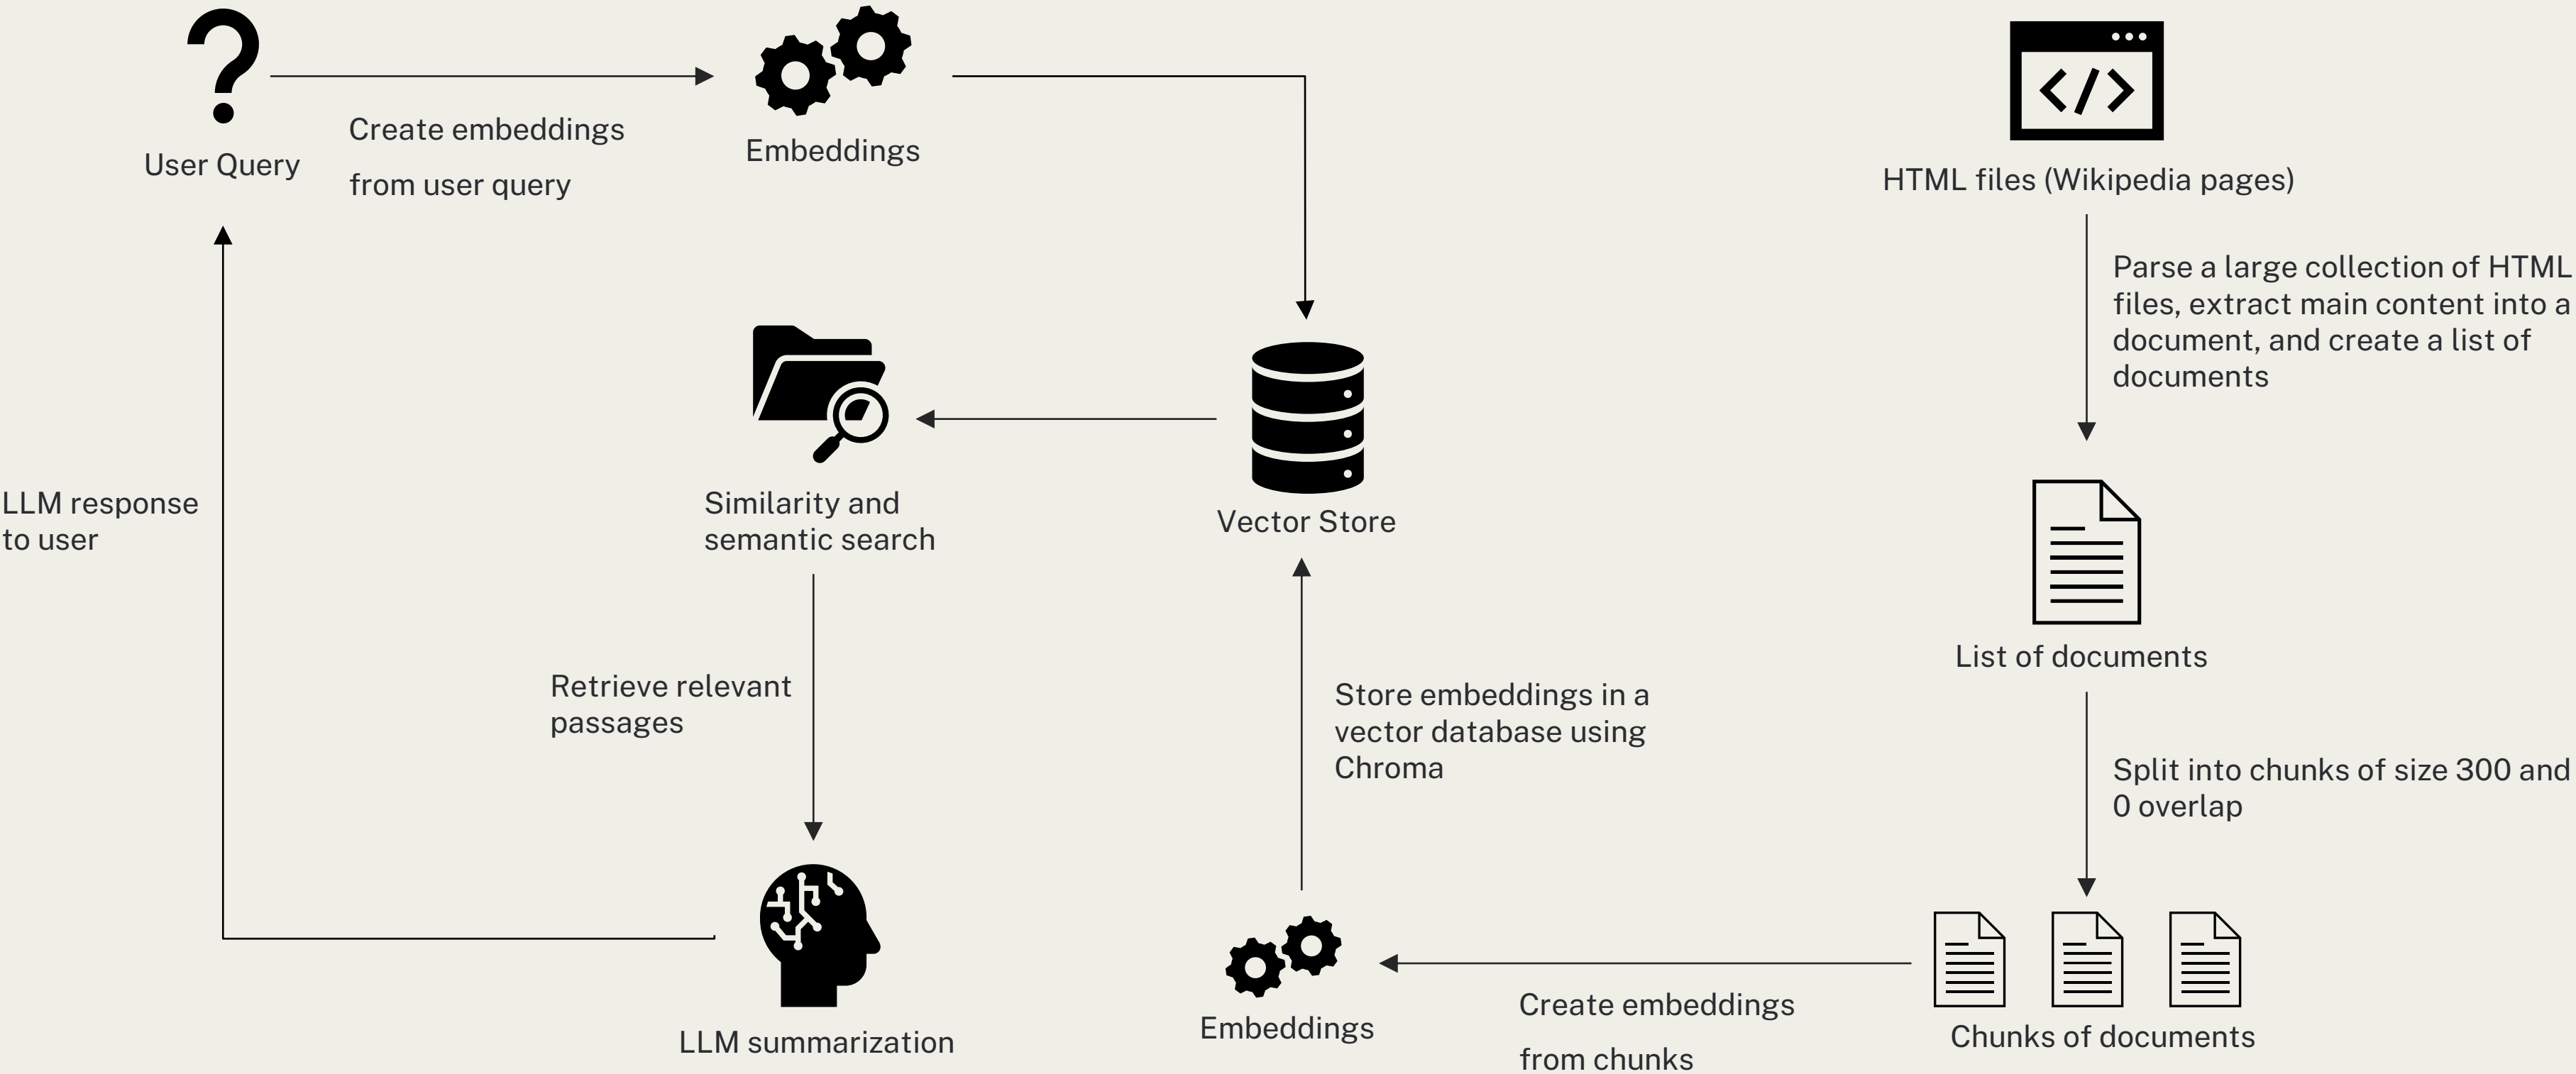 User Query
Create embeddings
from user query
Embeddings
HTML files (Wikipedia pages)
Parse a large collection of HTML
files, extract main content into a
document, and create a list of
documents
LLM response
to user
Similarity and
semantic search
Vector Store
List of documents
Retrieve relevant
passages
Store embeddings in a
vector database using
Chroma
Split into chunks of size 300 and
0 overlap
LLM summarization
Embeddings
Create embeddings
from chunks
Chunks of documents